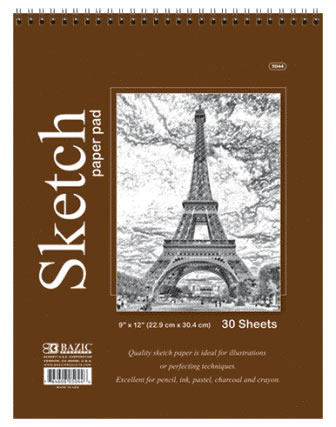 5044
Sketch
paper pad
9" x 12" (22.9 cm x 30.4 cm) 30 Sheets
Quality sketch paper is ideal for illustrations
or perfecting techniques.
Excellent for pencil, ink, pastel, charcoal and crayon.
BAZIC